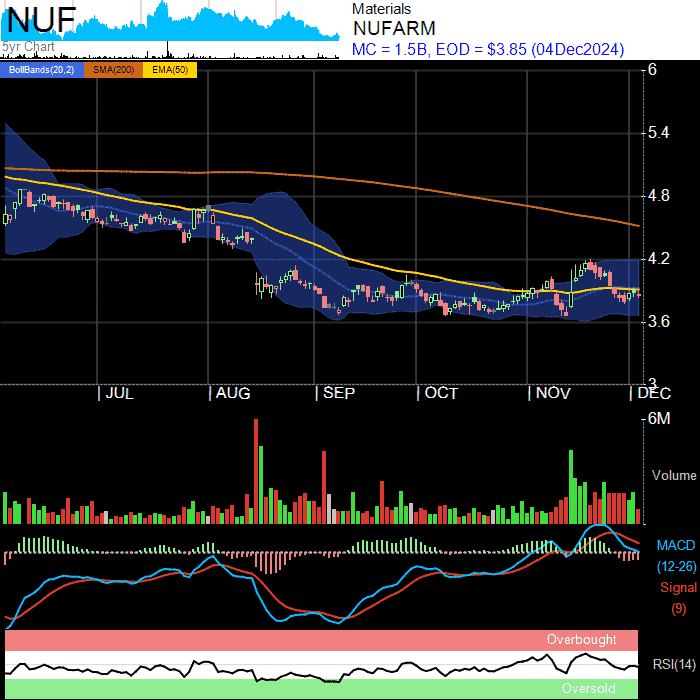 NUF
5yr Chart
Materials
NUFARM
MC = 1.5B, EOD = $3.85 (04Dec2024)
BollBands(20,2) SMA(200) EMA(50)
6
5.4
4.8
4.2
3.6
3
JUL AUG SEP OCT NOV DEC
6M
Volume
MACD
(12-26)
Signal
(9)
Overbought
RSI(14)
Oversold